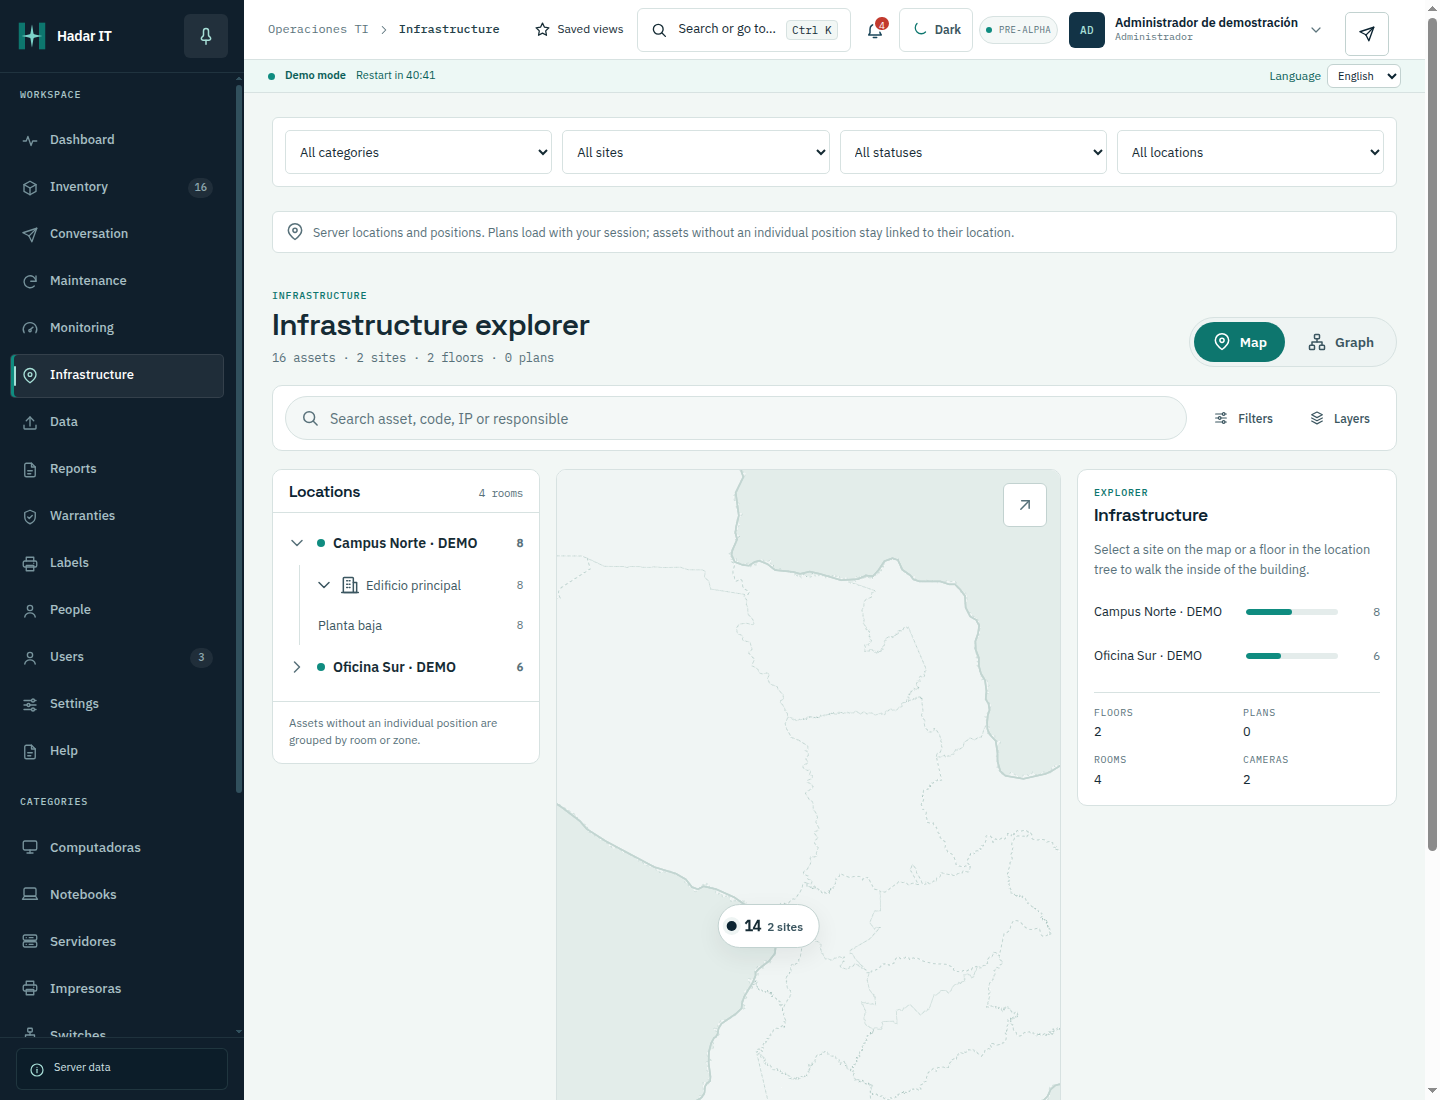 Hadar IT
WORKSPACE
Dashboard
Inventory 16
Conversation
Maintenance
Monitoring
Infrastructure
Data
Reports
Warranties
Labels
People
Users 3
Settings
Help
CATEGORIES
Computadoras
Notebooks
Servidores
Impresoras
Switches
Server data
Operaciones TI > Infrastructure
Saved views
Search or go to... Ctrl K
4
Dark
PRE-ALPHA
AD
Administrador de demostración
Administrador
Demo mode Restart in 40:41
Language English
All categories
All sites
All statuses
All locations
Server locations and positions. Plans load with your session; assets without an individual position stay linked to their location.
INFRASTRUCTURE
Infrastructure explorer
16 assets · 2 sites · 2 floors · 0 plans
Map
Graph
Search asset, code, IP or responsible
Filters
Layers
Locations 4 rooms
Campus Norte · DEMO 8
Edificio principal 8
Planta baja 8
Oficina Sur · DEMO 6
Assets without an individual position are
grouped by room or zone.
14 2 sites
EXPLORER
Infrastructure
Select a site on the map or a floor in the location
tree to walk the inside of the building.
Campus Norte · DEMO 8
Oficina Sur · DEMO 6
FLOORS PLANS
2 0
ROOMS CAMERAS
4 2